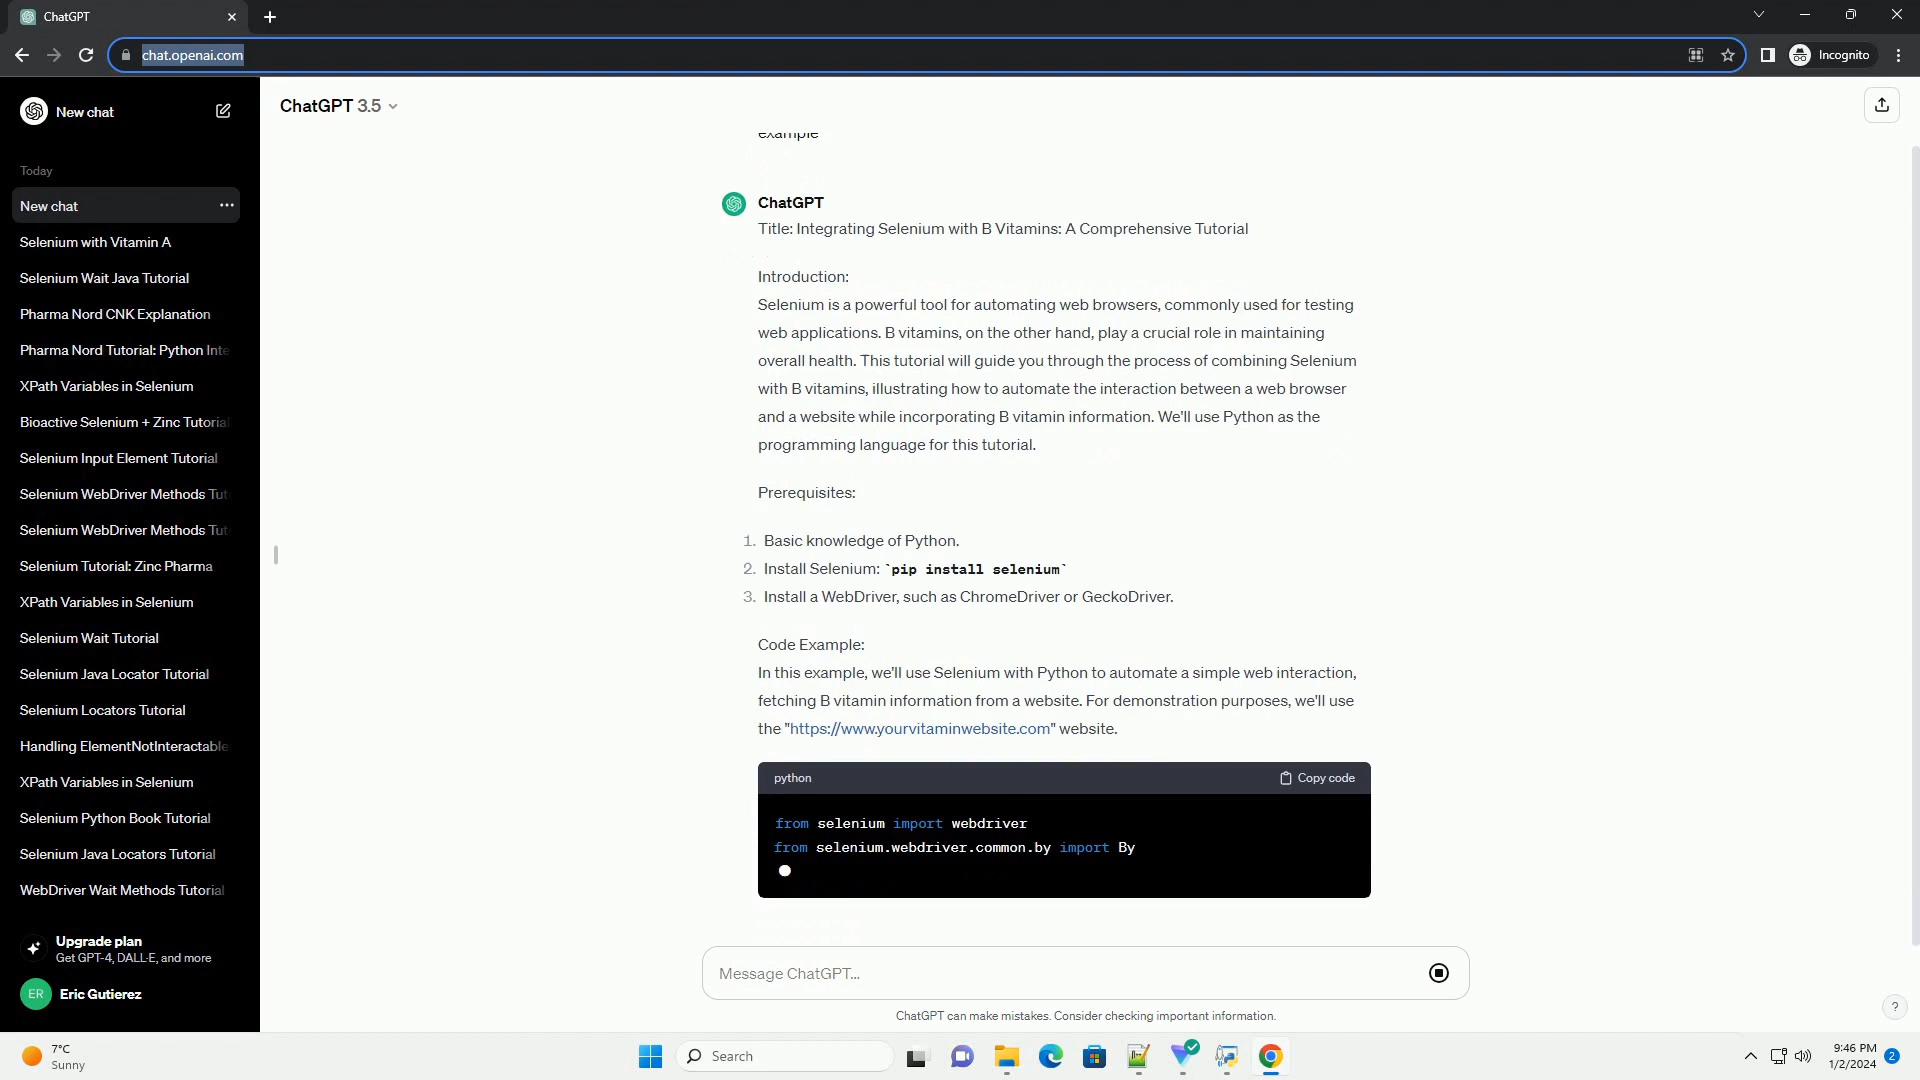 ChatGPT
chat.openai.com
Incognito
New chat
ChatGPT 3.5
Today
New chat
Selenium with Vitamin A
Selenium Wait Java Tutorial
Pharma Nord CNK Explanation
Pharma Nord Tutorial: Python Inte
XPath Variables in Selenium
Bioactive Selenium + Zinc Tutorial
Selenium Input Element Tutorial
Selenium WebDriver Methods Tut
Selenium WebDriver Methods Tut
Selenium Tutorial: Zinc Pharma
XPath Variables in Selenium
Selenium Wait Tutorial
Selenium Java Locator Tutorial
Selenium Locators Tutorial
Handling ElementNotInteractable
XPath Variables in Selenium
Selenium Python Book Tutorial
Selenium Java Locators Tutorial
WebDriver Wait Methods Tutorial
Upgrade plan
Get GPT-4, DALL·E, and more
ER
Eric Gutierez
example
ChatGPT
Title: Integrating Selenium with B Vitamins: A Comprehensive Tutorial
Introduction:
Selenium is a powerful tool for automating web browsers, commonly used for testing
web applications. B vitamins, on the other hand, play a crucial role in maintaining
overall health. This tutorial will guide you through the process of combining Selenium
with B vitamins, illustrating how to automate the interaction between a web browser
and a website while incorporating B vitamin information. We'll use Python as the
programming language for this tutorial.
Prerequisites:
1. Basic knowledge of Python.
2. Install Selenium: `pip install selenium`
3. Install a WebDriver, such as ChromeDriver or GeckoDriver.
Code Example:
In this example, we'll use Selenium with Python to automate a simple web interaction,
fetching B vitamin information from a website. For demonstration purposes, we'll use
the "https://www.yourvitaminwebsite.com" website.
python
Copy code
from selenium import webdriver
from selenium.webdriver.common.by import By
Message ChatGPT...
ChatGPT can make mistakes. Consider checking important information.
?
7°C
Sunny
Search
9:46 PM
1/2/2024
2